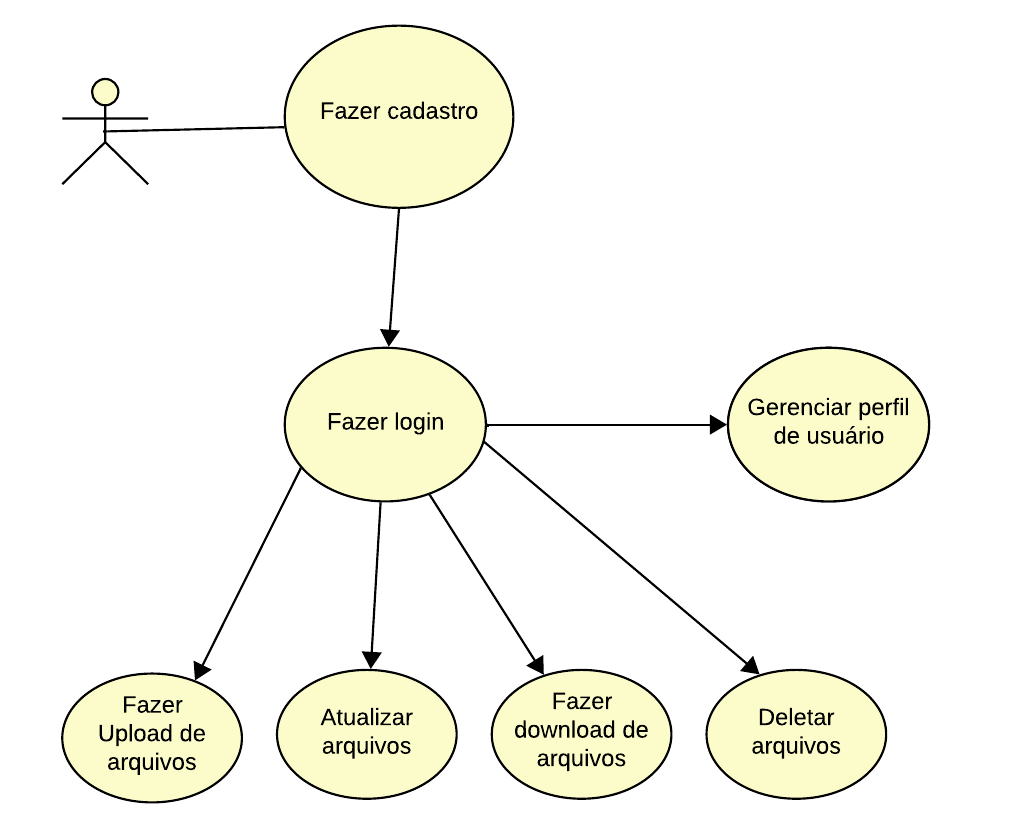 Fazer cadastro
Fazer login
Gerenciar perfil
de usuário
Fazer
Upload de
arquivos
Atualizar
arquivos
Fazer
download de
arquivos
Deletar
arquivos